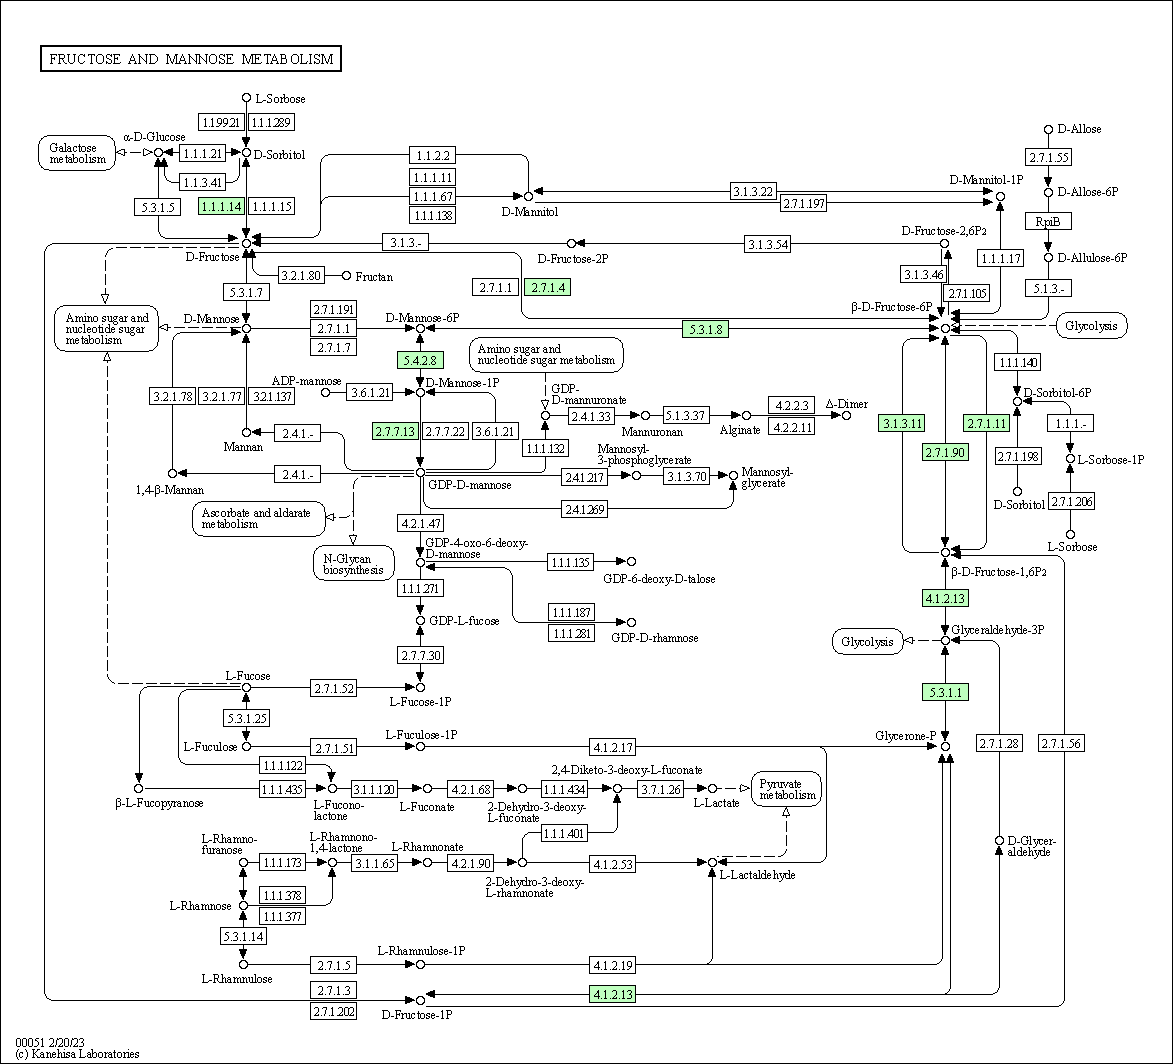 FRUCTOSE AND MANNOSE METABOLISM
L-Sorbose
1.1.99.21
1.1.1.289
α-D-Glucose
Galactose
metabolism
1.1.1.21
D-Sorbitol
1.1.3.41
5.3.1.5
1.1.1.14
1.1.1.15
1.1.2.2
1.1.1.11
1.1.1.67
1.1.1.138
D-Mannitol
3.1.3.22
2.7.1.197
D-Mannitol-1P
D-Allose
2.7.1.55
D-Allose-6P
RpiB
D-Allulose-6P
5.1.3.-
D-Fructose
3.1.3.-
D-Fructose-2P
3.1.3.54
D-Fructose-2,6P2
1.1.1.17
3.1.3.46
2.7.1.105
β-D-Fructose-6P
3.2.1.80
Fructan
2.7.1.1
2.7.1.4
5.3.1.7
Amino sugar and
nucleotide sugar
metabolism
D-Mannose
2.7.1.191
2.7.1.1
2.7.1.7
D-Mannose-6P
5.3.1.8
Glycolysis
5.4.2.8
Amino sugar and
nucleotide sugar metabolism
1.1.1.140
ADP-mannose
3.6.1.21
D-Mannose-1P
GDP-
D-mannuronate
D-Sorbitol-6P
3.2.1.78
3.2.1.77
3.2.1.137
2.4.1.33
Mannuronan
5.1.3.37
Alginate
4.2.2.3
4.2.2.11
Δ-Dimer
3.1.3.11
2.7.1.11
1.1.1.-
Mannan
2.4.1.-
2.7.7.13
2.7.7.22
3.6.1.21
1.1.1.132
Mannosyl-
3-phosphoglycerate
2.7.1.90
2.7.1.198
L-Sorbose-1P
1,4-β-Mannan
2.4.1.-
GDP-D-mannose
2.4.1.217
3.1.3.70
Mannosyl-
glycerate
2.4.1.269
D-Sorbitol
2.7.1.206
L-Sorbose
Ascorbate and aldarate
metabolism
4.2.1.47
N-Glycan
biosynthesis
GDP-4-oxo-6-deoxy-
D-mannose
1.1.1.135
GDP-6-deoxy-D-talose
β-D-Fructose-1,6P2
1.1.1.271
4.1.2.13
GDP-L-fucose
1.1.1.187
1.1.1.281
GDP-D-rhamnose
Glycolysis
Glyceraldehyde-3P
2.7.7.30
L-Fucose
2.7.1.52
L-Fucose-1P
5.3.1.1
5.3.1.25
L-Fuculose
2.7.1.51
L-Fuculose-1P
4.1.2.17
Glycerone-P
2.7.1.28
2.7.1.56
1.1.1.122
β-L-Fucopyranose
1.1.1.435
L-Fucono-
lactone
3.1.1.120
L-Fuconate
4.2.1.68
2-Dehydro-3-deoxy-
L-fuconate
1.1.1.434
2,4-Diketo-3-deoxy-L-fuconate
3.7.1.26
L-Lactate
Pyruvate
metabolism
1.1.1.401
L-Rhamno-
furanose
1.1.1.173
L-Rhamnono-
1,4-lactone
3.1.1.65
L-Rhamnonate
4.2.1.90
2-Dehydro-3-deoxy-
L-rhamnonate
4.1.2.53
L-Lactaldehyde
D-Glycer-
aldehyde
L-Rhamnose
1.1.1.378
1.1.1.377
5.3.1.14
L-Rhamnulose
2.7.1.5
L-Rhamnulose-1P
4.1.2.19
2.7.1.3
2.7.1.202
D-Fructose-1P
4.1.2.13
00051 2/20/23
(c) Kanehisa Laboratories